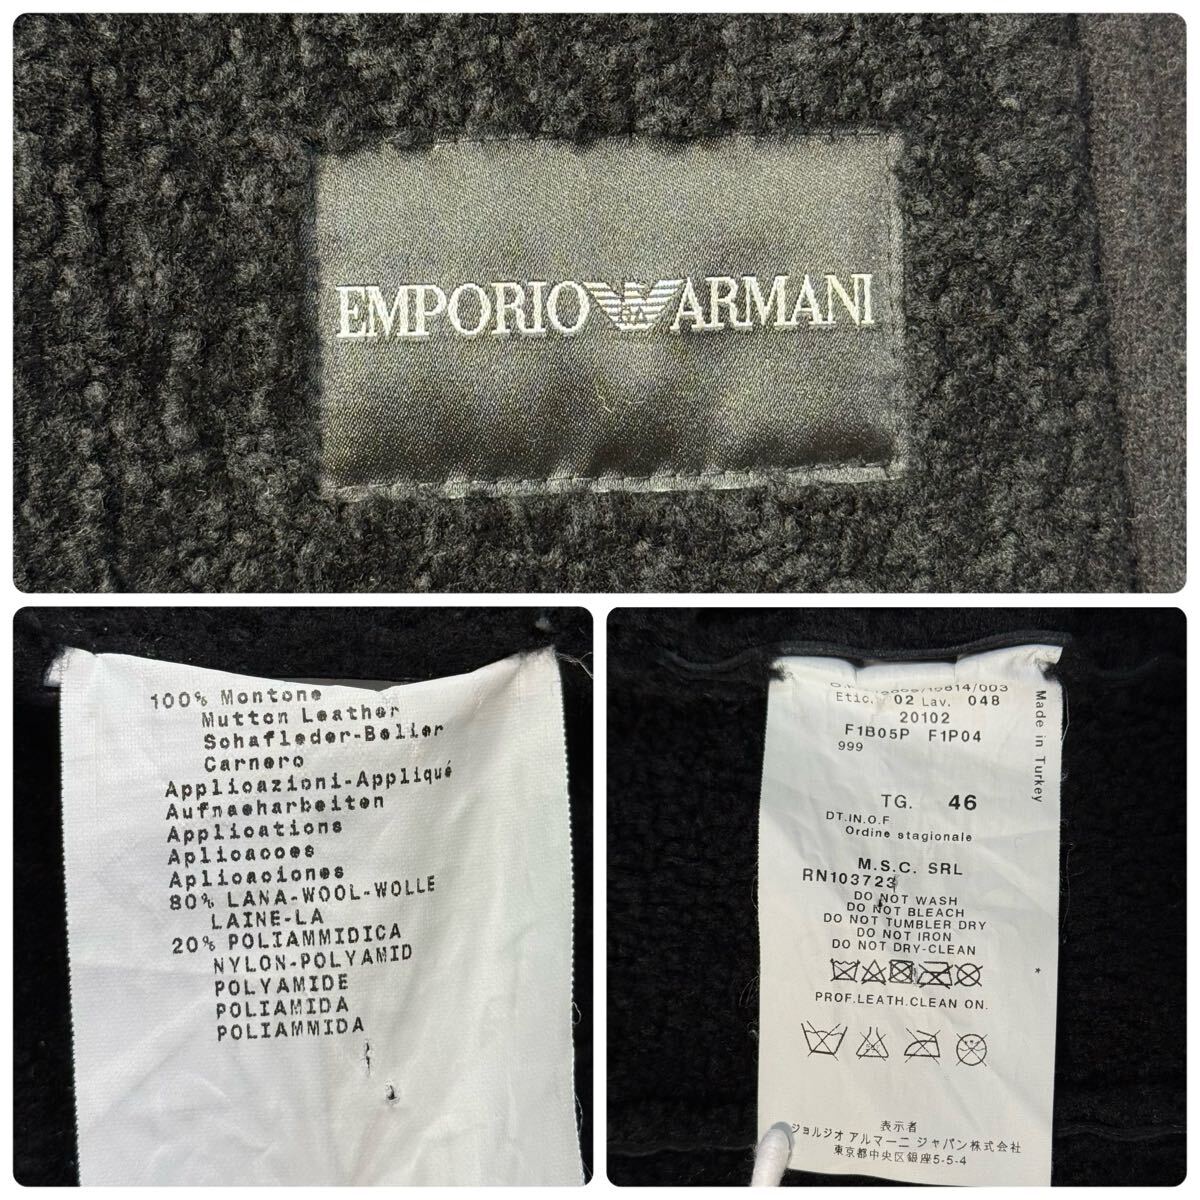 EMPORIO ARMANI
100% Montone
Mutton Leather
Schafleder-Belier
Carnero
Applicazioni-Appliqué
Aufnaeharbeiten
Applications
Aplicacoes
Aplicaciones
80% LANA-WOOL-WOLLE
LAINE-LA
20% POLIAMMIDICA
NYLON-POLYAMID
POLYAMIDE
POLIAMIDA
POLIAMMIDA
Etic. 02 Lav. 048
20102
F1B05P F1P04
999
Made in Turkey
TG. 46
DT.IN.O.F
Ordine stagionale
M.S.C. SRL
RN103723
DO NOT WASH
DO NOT BLEACH
DO NOT TUMBLER DRY
DO NOT IRON
DO NOT DRY-CLEAN
PROF.LEATH.CLEAN ON.
表示者
ジョルジオ アルマーニ ジャパン株式会社
東京都中央区銀座5-5-4